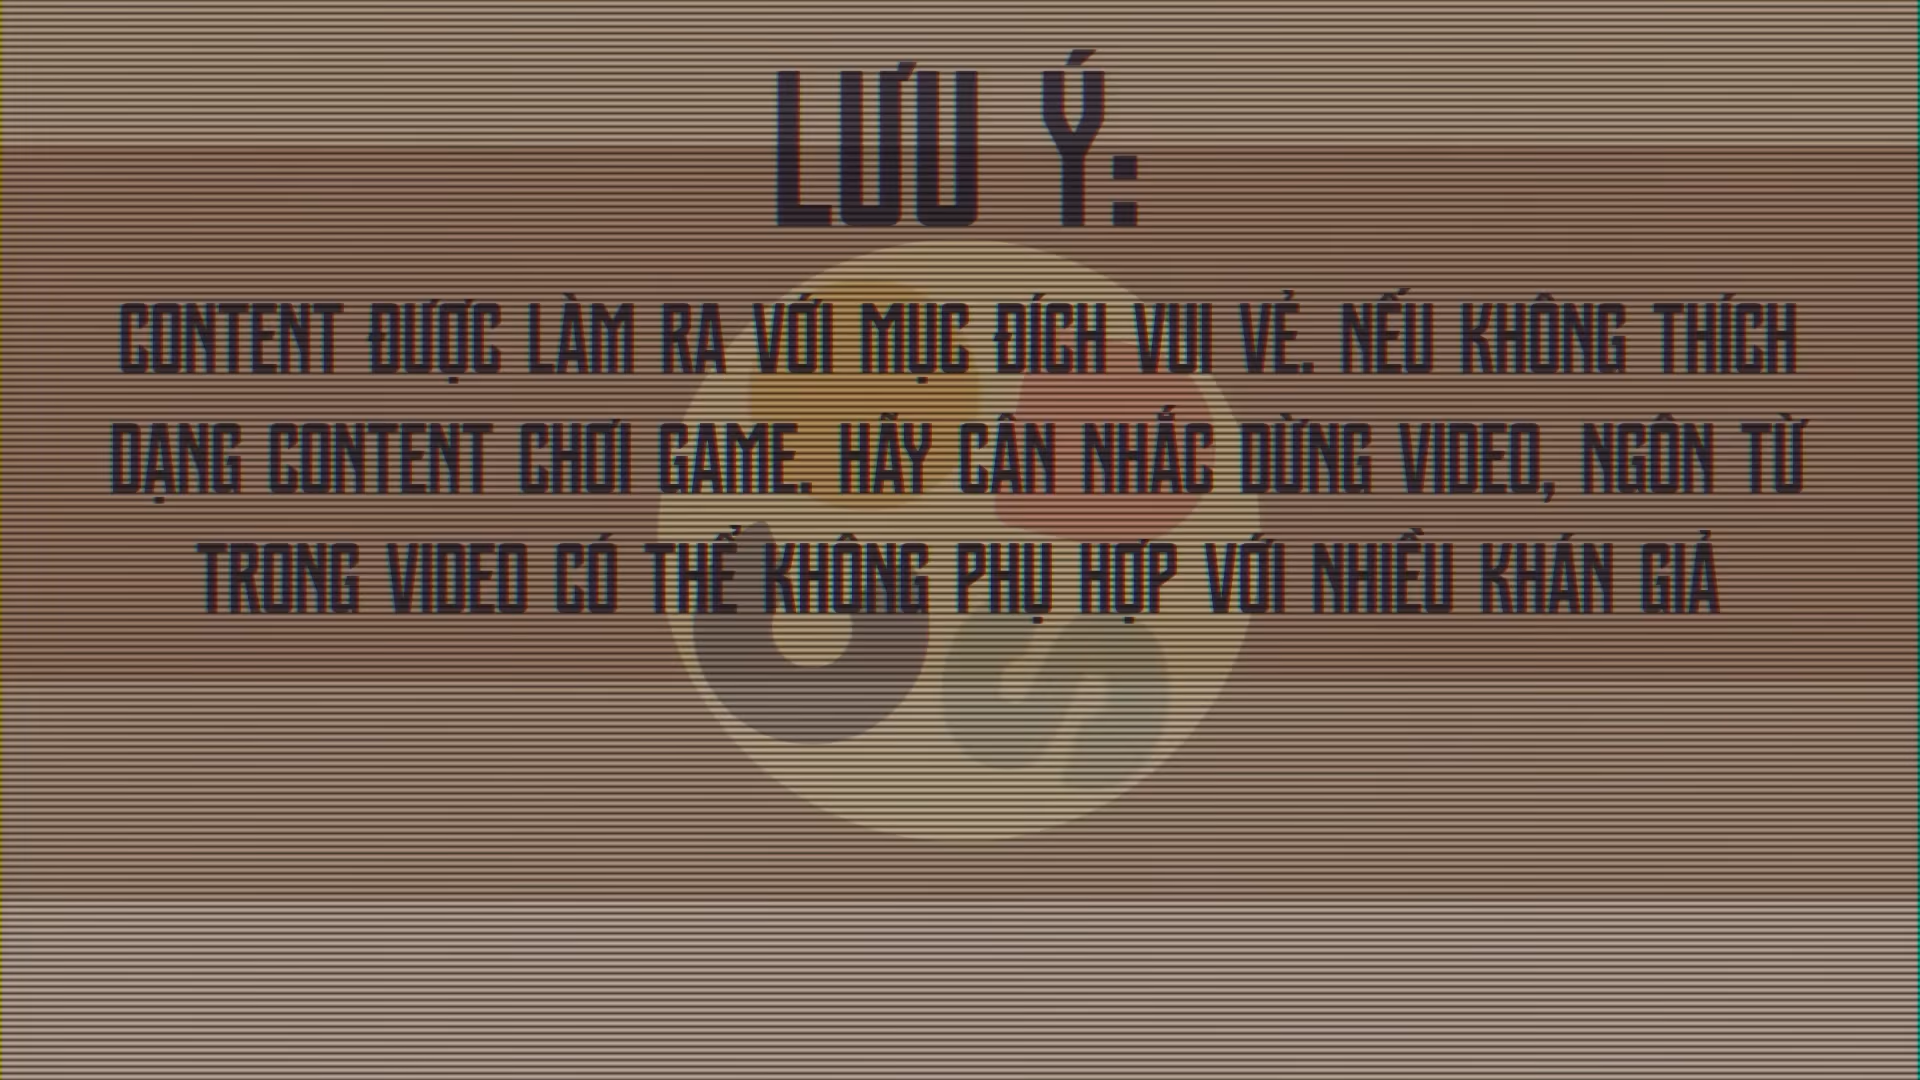 LƯU Ý:
CONTENT ĐƯỢC LÀM RA VỚI MỤC ĐÍCH VUI VẺ. NẾU KHÔNG THÍCH
DẠNG CONTENT CHƠI GAME. HÃY CÂN NHẮC DỪNG VIDEO, NGÔN TỪ
TRONG VIDEO CÓ THỂ KHÔNG PHỤ HỢP VỚI NHIỀU KHÁN GIẢ